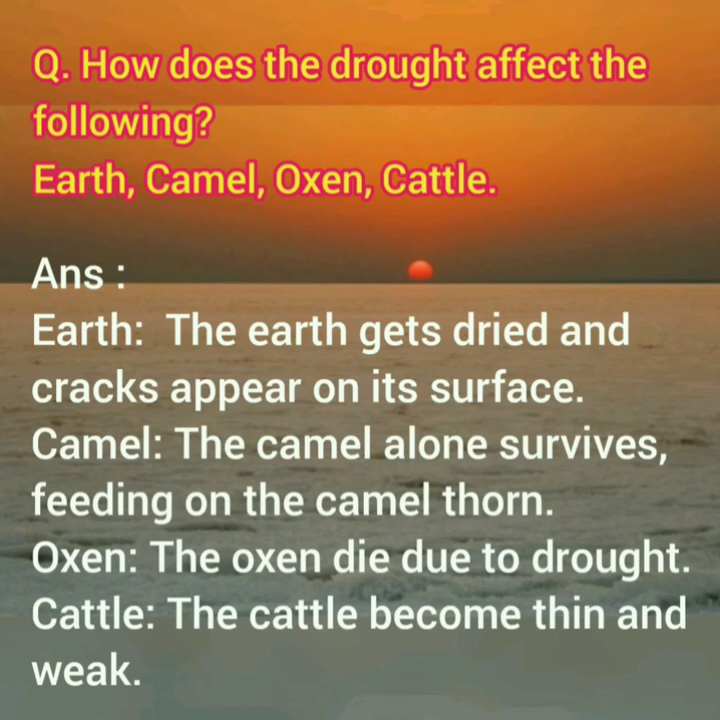 Q. How does the drought affect the
following?
Earth, Camel, Oxen, Cattle.
Ans :
Earth: The earth gets dried and
cracks appear on its surface.
Camel: The camel alone survives,
feeding on the camel thorn.
Oxen: The oxen die due to drought.
Cattle: The cattle become thin and
weak.